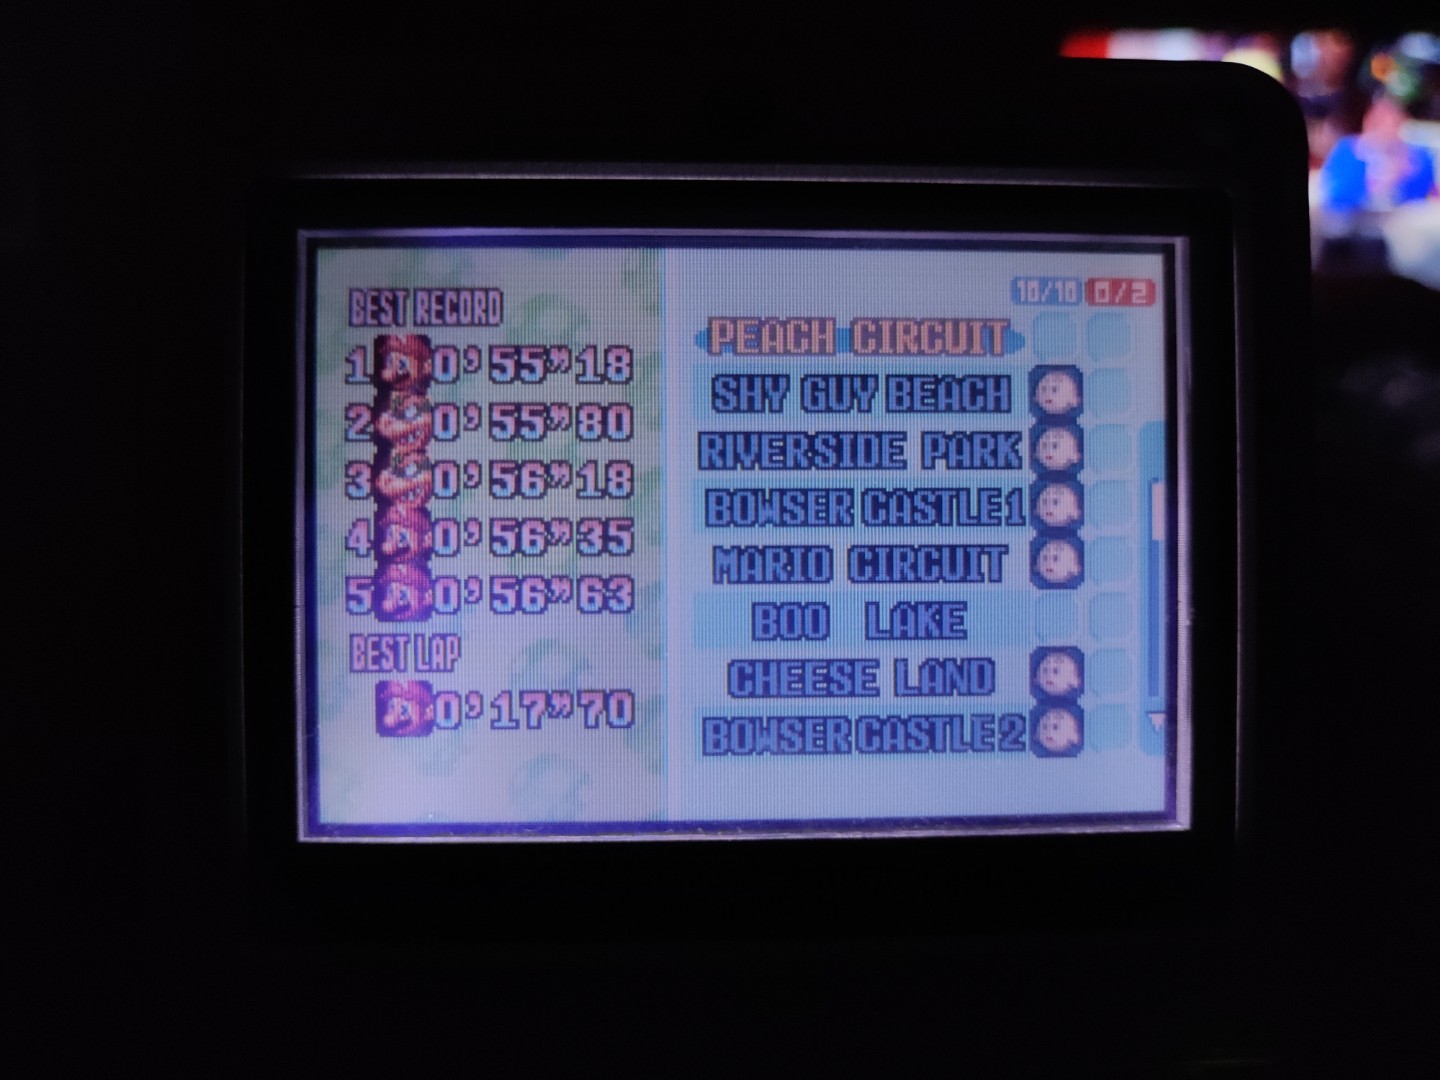 BEST RECORD
1 0'55"18
2 0'55"80
3 0'56"18
4 0'56"35
5 0'56"63
BEST LAP
0'17"70
10/10 0/2
PEACH CIRCUIT
SHY GUY BEACH
RIVERSIDE PARK
BOWSER CASTLE 1
MARIO CIRCUIT
BOO LAKE
CHEESE LAND
BOWSER CASTLE 2